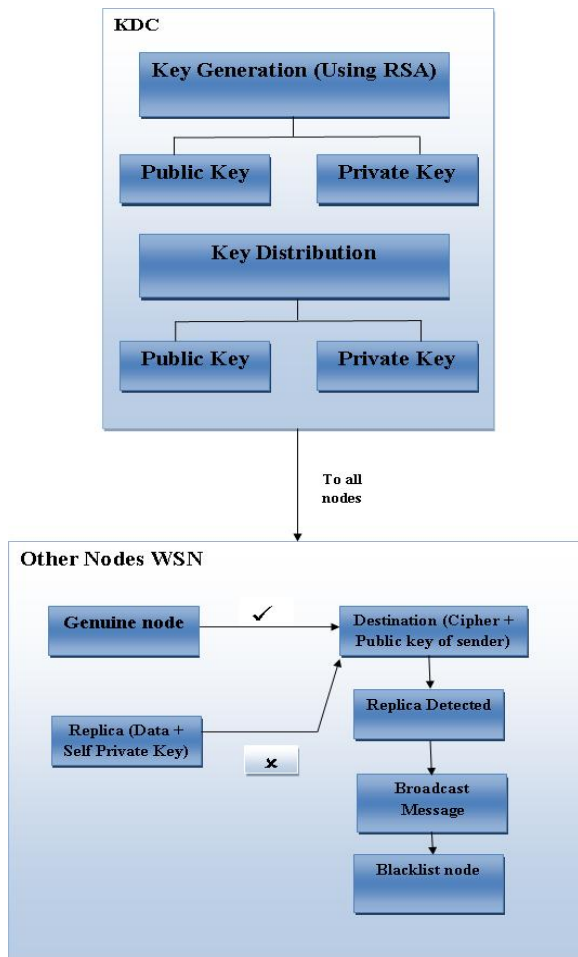 KDC
Key Generation (Using RSA)
Public Key
Private Key
Key Distribution
Public Key
Private Key
To all
nodes
Other Nodes WSN
Genuine node
Destination (Cipher +
Public key of sender)
Replica Detected
Replica (Data +
Self Private Key)
Broadcast
Message
Blacklist node